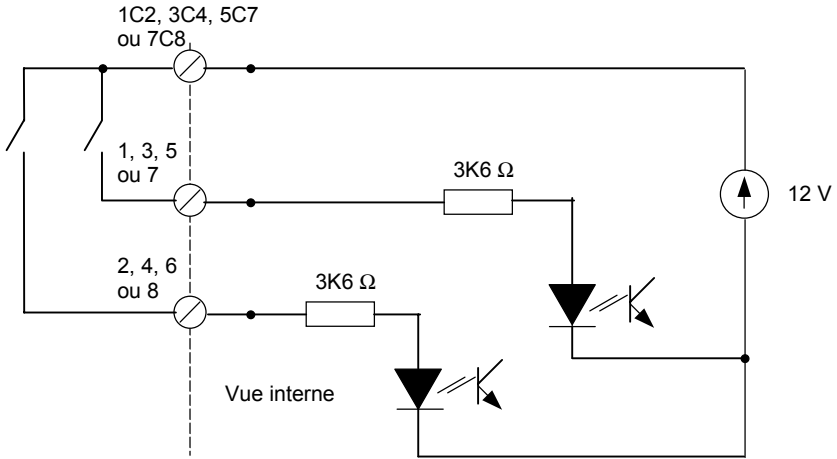 1C2, 3C4, 5C7
ou 7C8
1, 3, 5
ou 7
3K6 Ω
12 V
2, 4, 6
ou 8
3K6 Ω
Vue interne